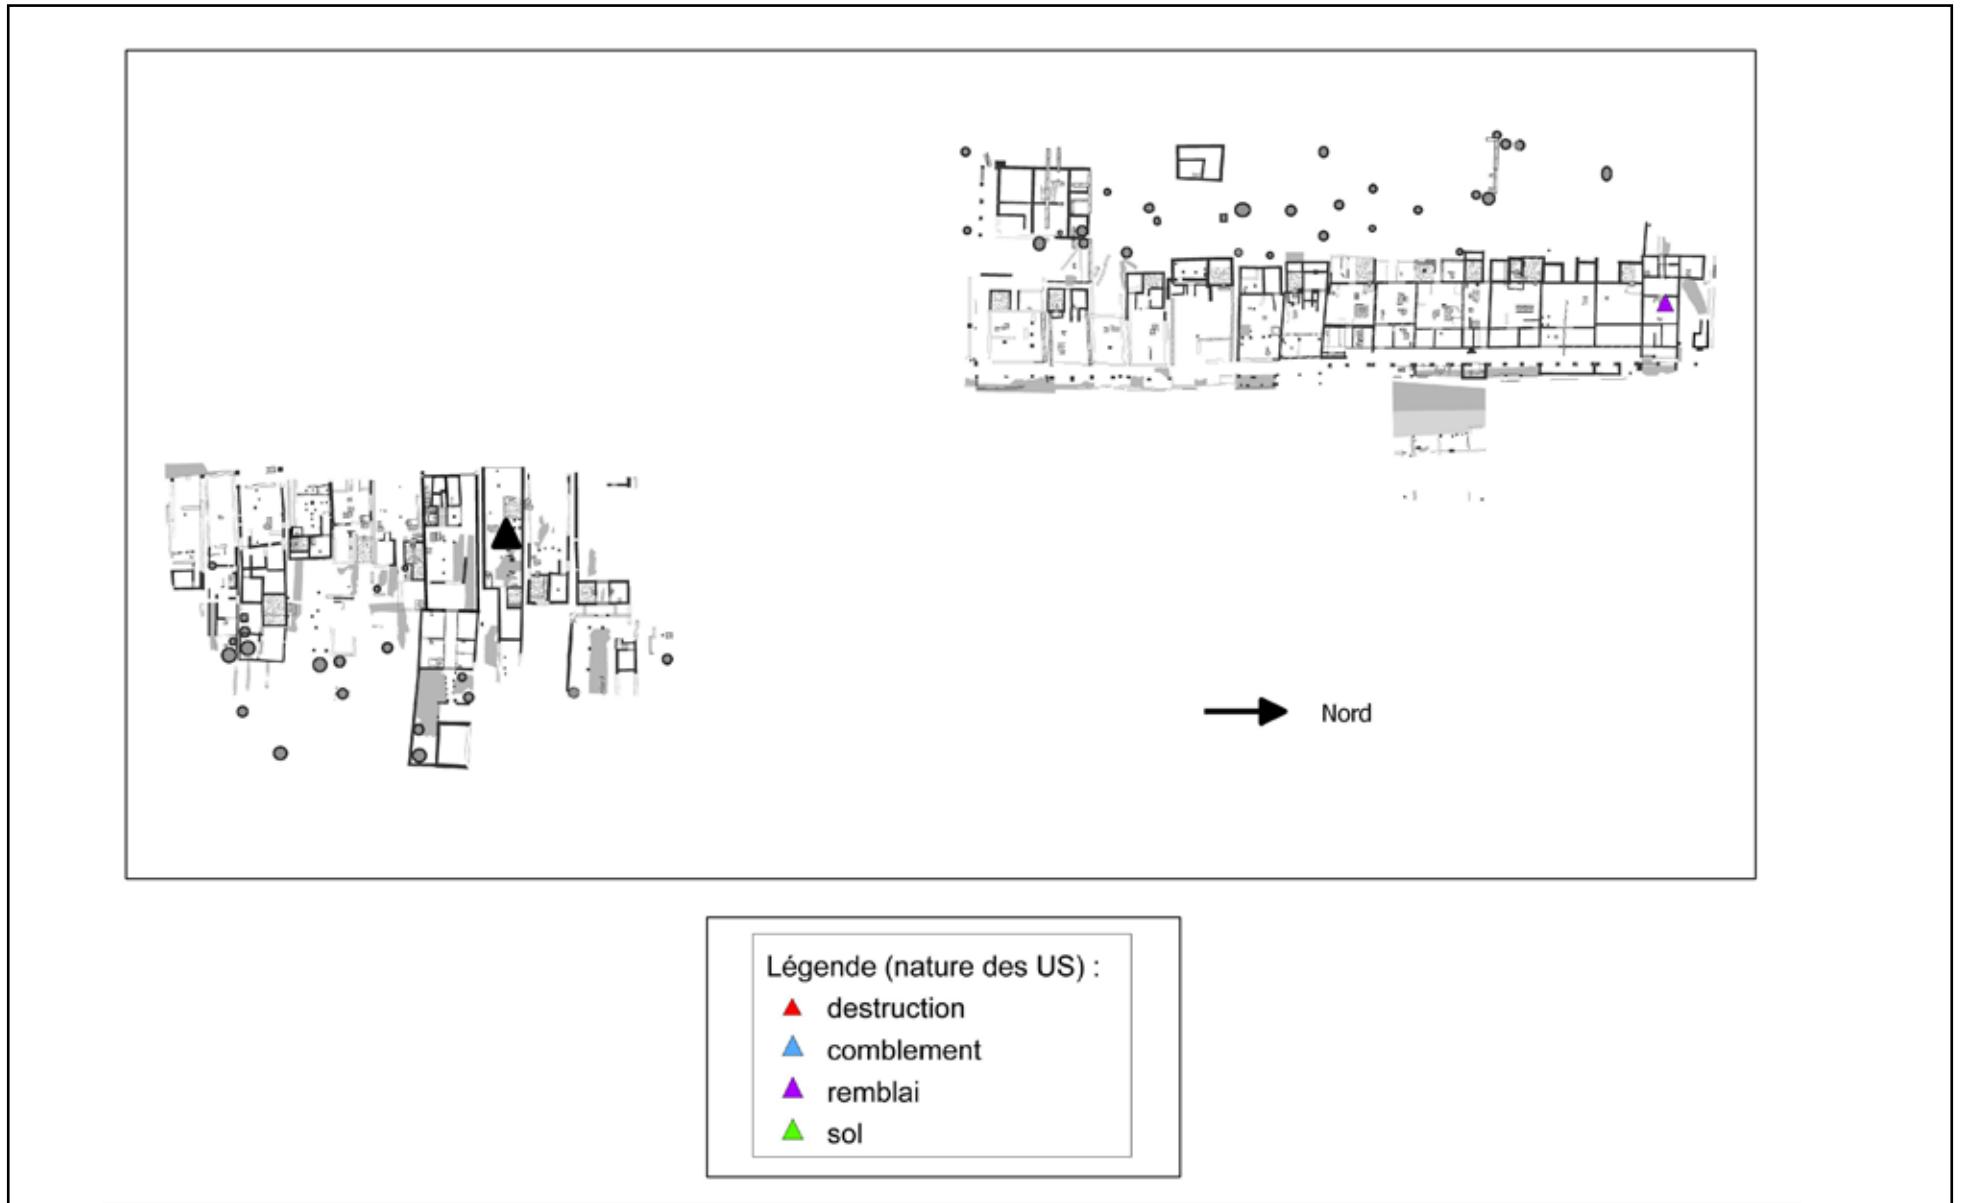 Nord
Légende (nature des US) :
destruction
comblement
remblai
sol